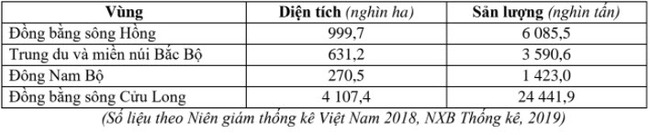 Vùng Diện tích (nghìn ha) Sản lượng (nghìn tấn)
Đồng bằng sông Hồng 999,7 6 085,5
Trung du và miền núi Bắc Bộ 631,2 3 590,6
Đông Nam Bộ 270,5 1 423,0
Đồng bằng sông Cửu Long 4 107,4 24 441,9
(Số liệu theo Niên giám thống kê Việt Nam 2018, NXB Thống kê, 2019)